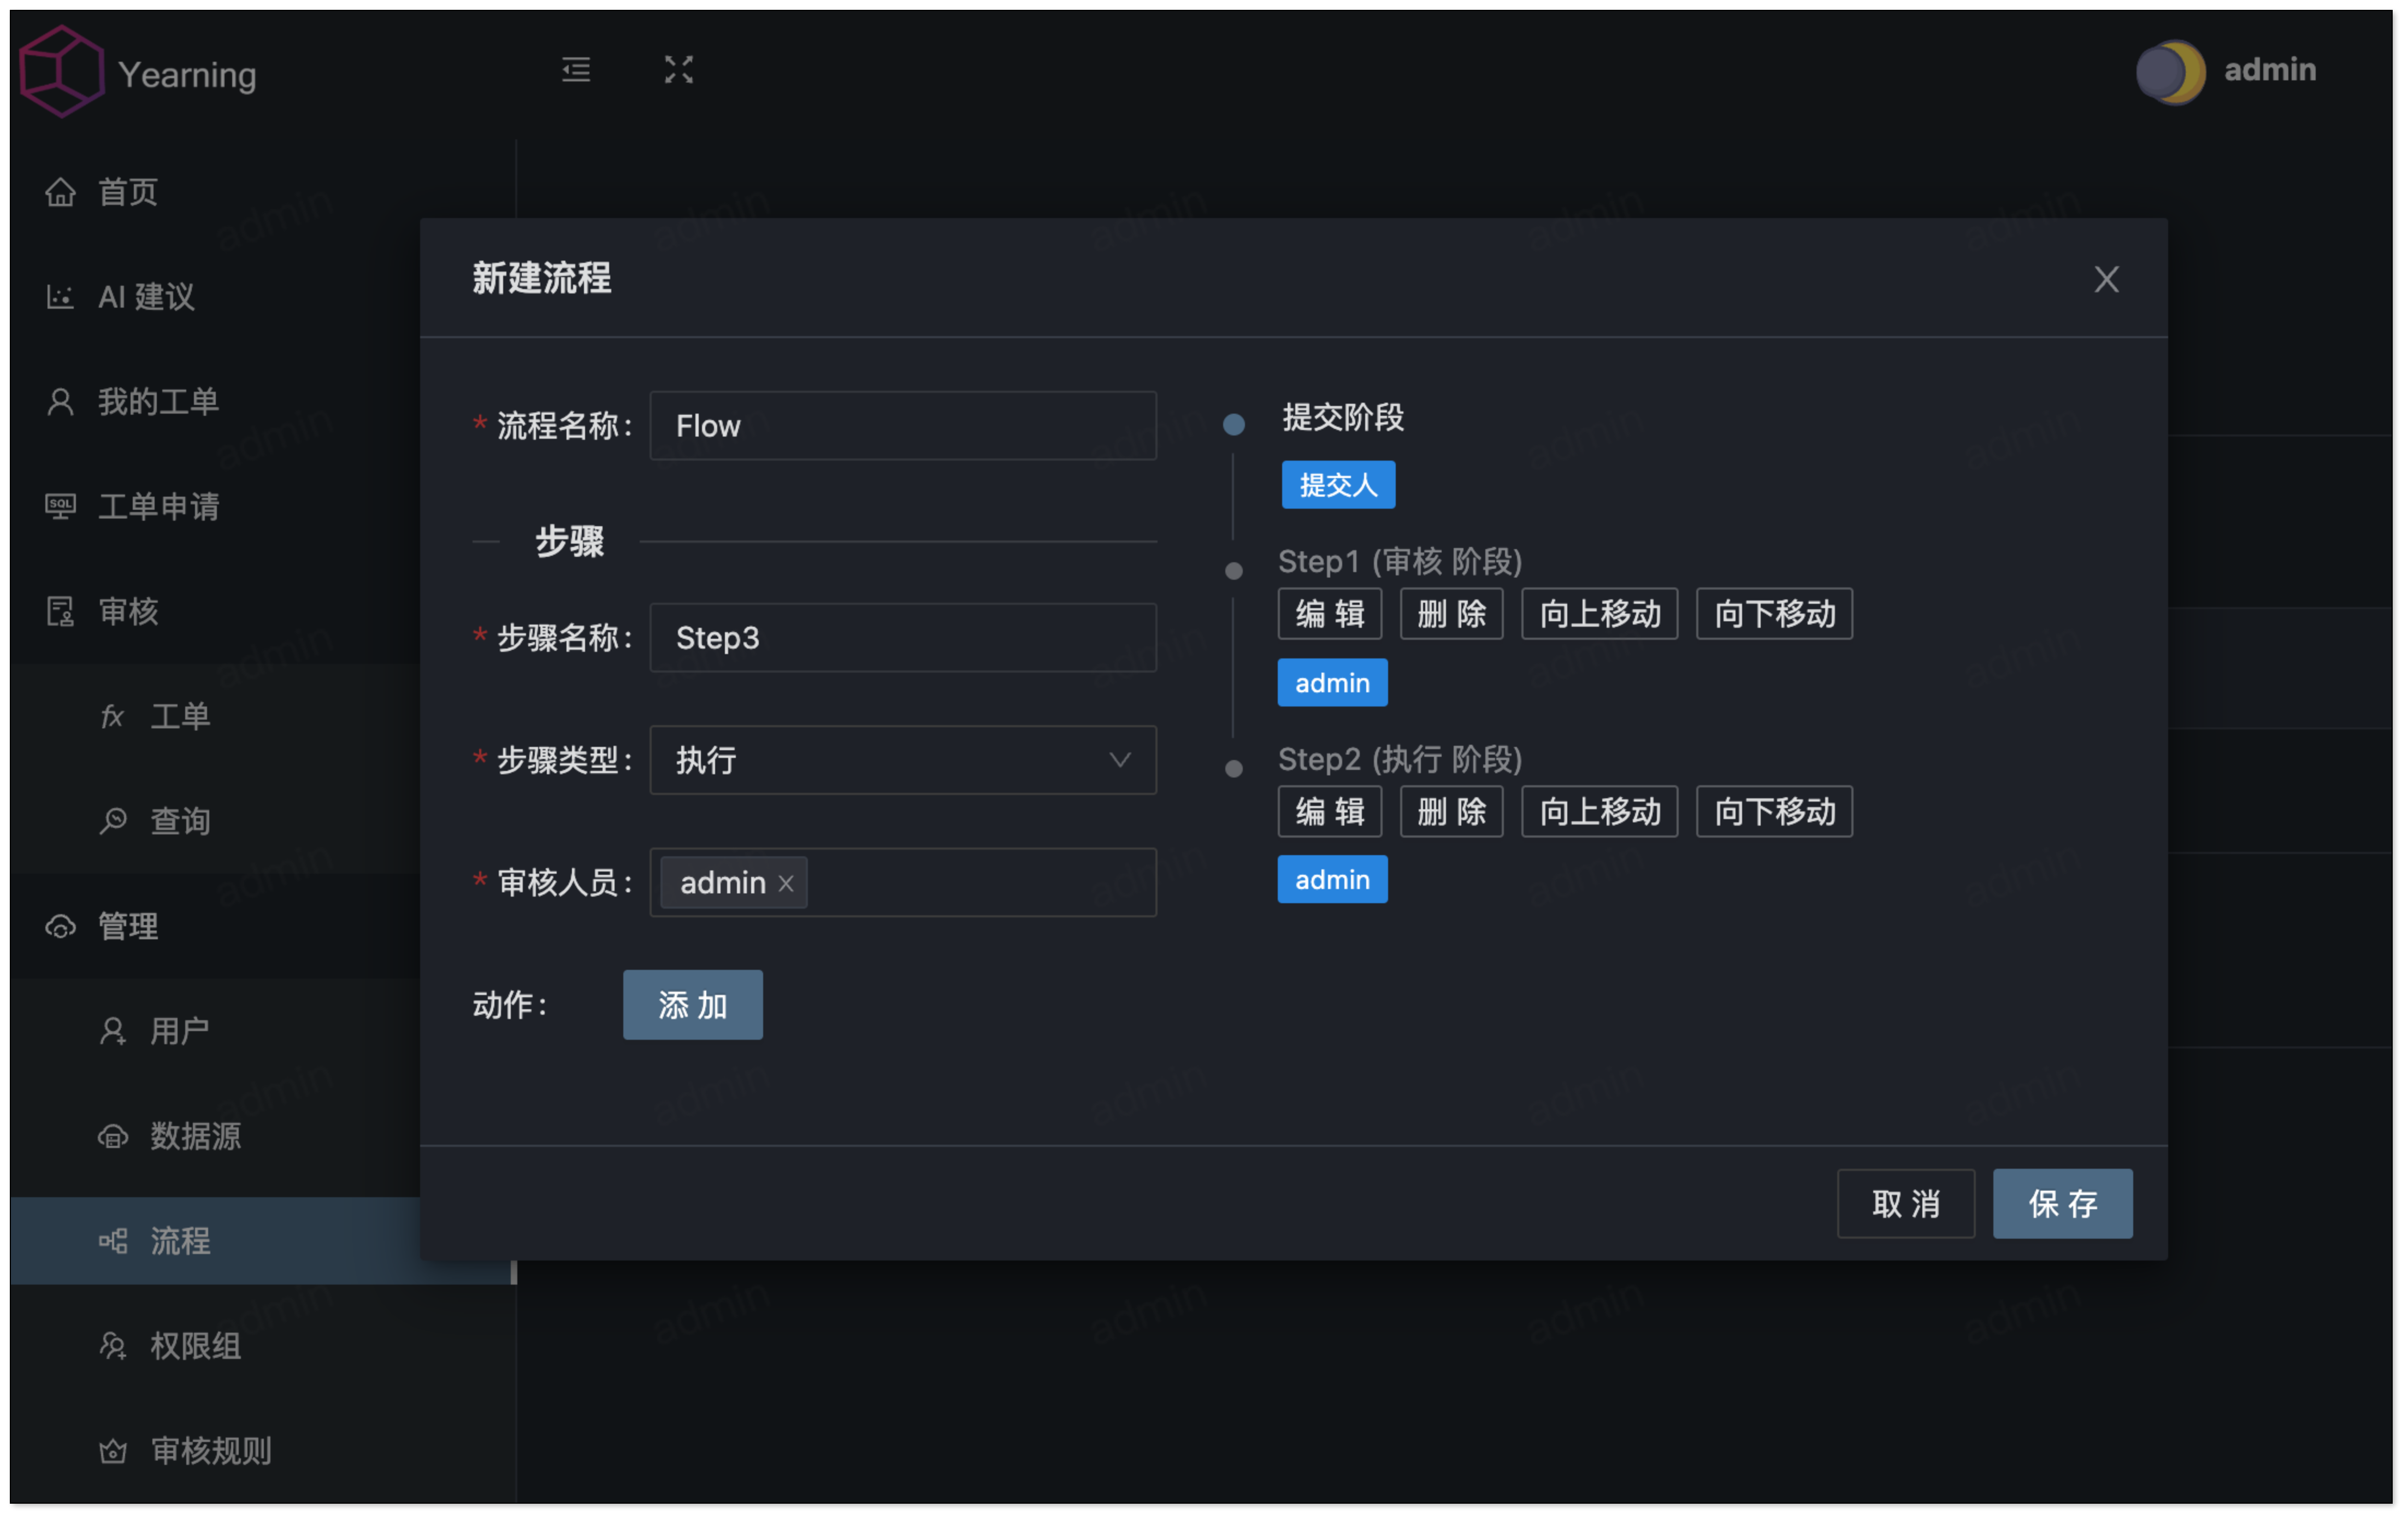 Yearning
admin
首页
AI 建议
我的工单
SQL
工单申请
审核
fx 工单
查询
管理
用户
数据源
流程
权限组
审核规则
新建流程
X
* 流程名称: Flow
步骤
* 步骤名称: Step3
* 步骤类型: 执行
* 审核人员: admin ×
动作: 添加
提交阶段
提交人
Step1 (审核 阶段)
编辑 删除 向上移动 向下移动
admin
Step2 (执行 阶段)
编辑 删除 向上移动 向下移动
admin
取消 保存